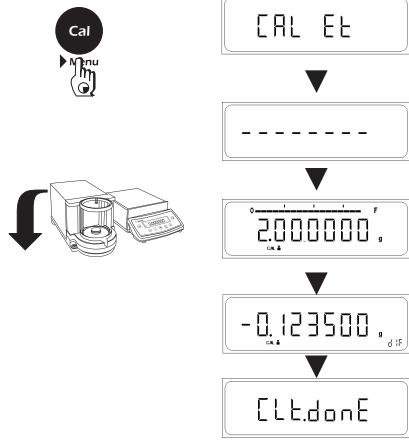 Cal
Menu
CAL Et
- - - - - - - -
0 F
2.000000 g
CAL
-0.123500 g
CAL
dIF
CLt.donE